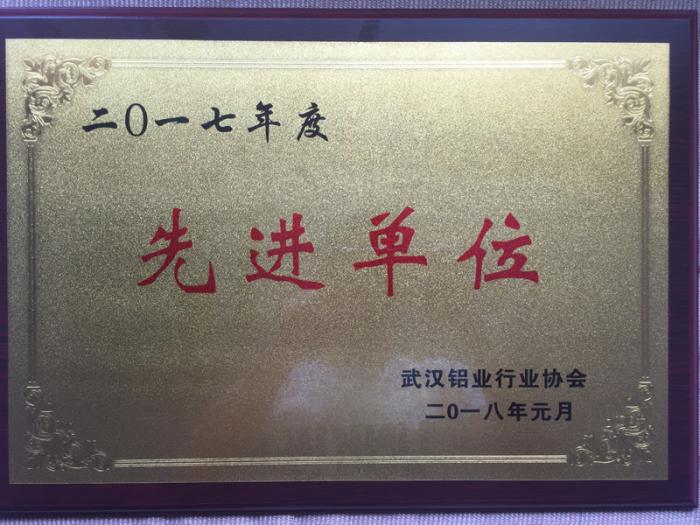 二〇一七年度
先进单位
武汉铝业行业协会
二0一八年元月